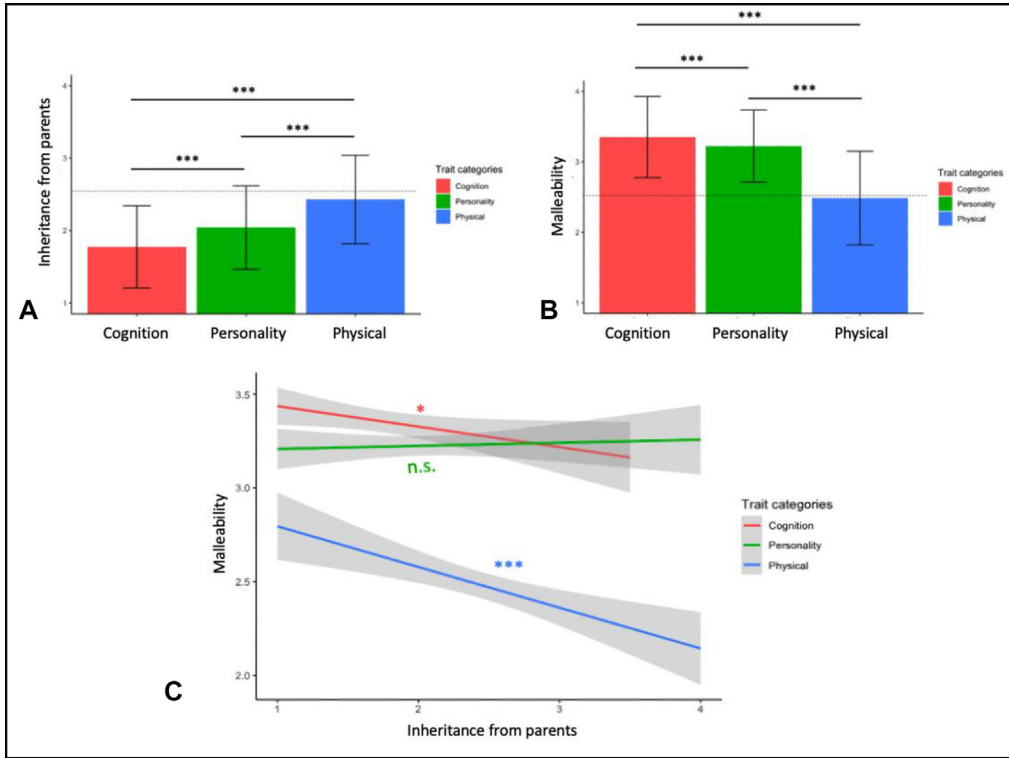 ***
***
***
4
3
2
1
Inheritance from parents
Trait categories
Cognition
Personality
Physical
A
Cognition Personality Physical
***
***
***
4
3
2
1
Malleability
Trait categories
Cognition
Personality
Physical
B
Cognition Personality Physical
3.5
3.0
2.5
2.0
Malleability
*
n.s.
***
Trait categories
Cognition
Personality
Physical
C
1 2 3 4
Inheritance from parents